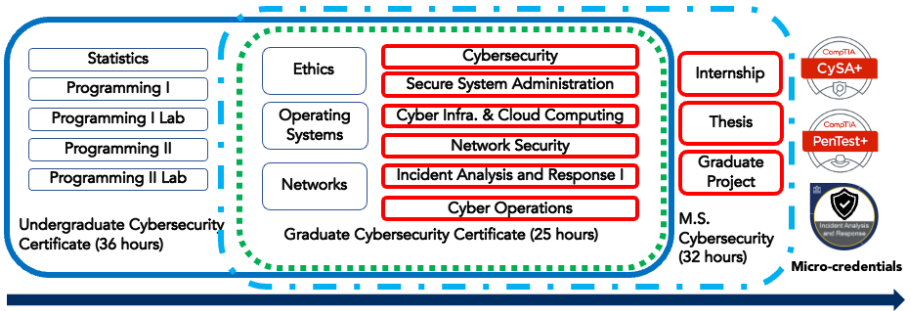 Statistics
Programming I
Programming I Lab
Programming II
Programming II Lab
Undergraduate Cybersecurity
Certificate (36 hours)
Ethics
Operating
Systems
Networks
Cybersecurity
Secure System Administration
Cyber Infra. & Cloud Computing
Network Security
Incident Analysis and Response I
Cyber Operations
Graduate Cybersecurity Certificate (25 hours)
Internship
Thesis
Graduate
Project
M.S.
Cybersecurity
(32 hours)
CompTIA
CySA+
CompTIA
PenTest+
Incident Analysis
and Response
Micro-credentials